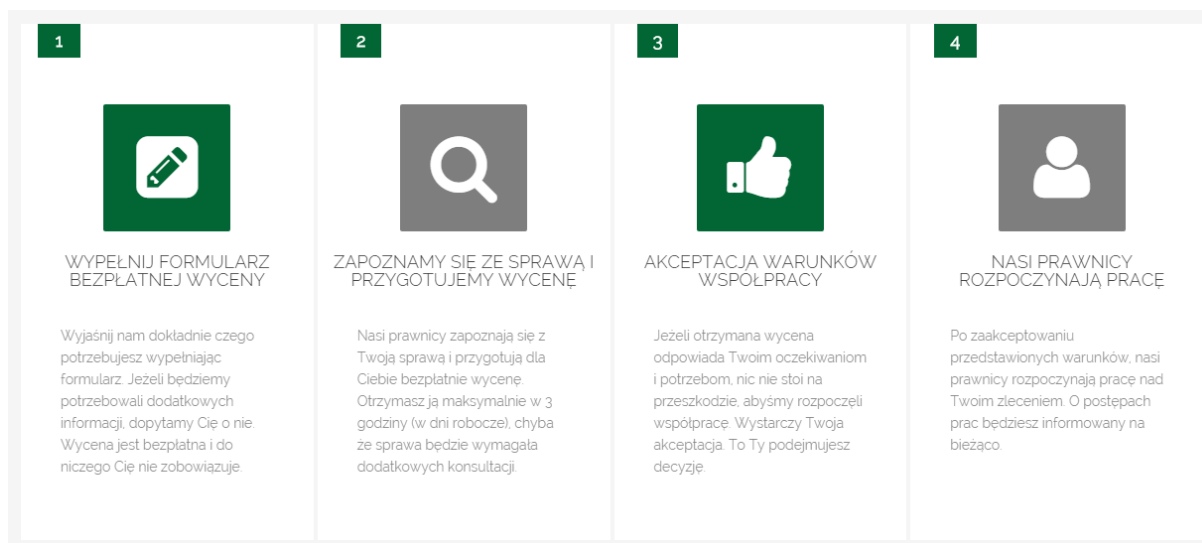 1
WYPEŁNIJ FORMULARZ
BEZPŁATNEJ WYCENY
Wyjaśnij nam dokładnie czego
potrzebujesz wypełniając
formularz. Jeżeli będziemy
potrzebowali dodatkowych
informacji, dopytamy Cię o nie.
Wycena jest bezpłatna i do
niczego Cię nie zobowiązuje.
2
ZAPOZNAMY SIĘ ZE SPRAWĄ I
PRZYGOTUJEMY WYCENĘ
Nasi prawnicy zapoznają się z
Twoją sprawą i przygotują dla
Ciebie bezpłatnie wycenę.
Otrzymasz ją maksymalnie w 3
godziny (w dni robocze), chyba
że sprawa będzie wymagała
dodatkowych konsultacji.
3
AKCEPTACJA WARUNKÓW
WSPÓŁPRACY
Jeżeli otrzymana wycena
odpowiada Twoim oczekiwaniom
i potrzebom, nic nie stoi na
przeszkodzie, abyśmy rozpoczęli
współpracę. Wystarczy Twoja
akceptacja. To Ty podejmujesz
decyzję.
4
NASI PRAWNICY
ROZPOCZYNAJĄ PRACĘ
Po zaakceptowaniu
przedstawionych warunków, nasi
prawnicy rozpoczynają pracę nad
Twoim zleceniem. O postępach
prac będziesz informowany na
bieżąco.